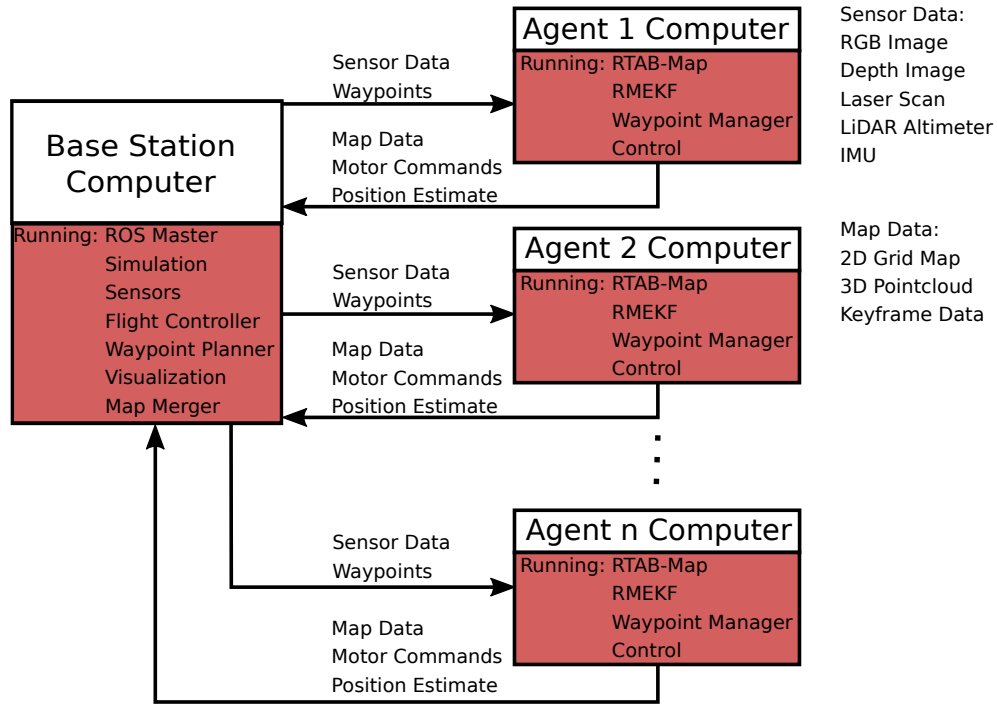 Base Station
Computer
Running: ROS Master
Simulation
Sensors
Flight Controller
Waypoint Planner
Visualization
Map Merger
Sensor Data
Waypoints
Map Data
Motor Commands
Position Estimate
Agent 1 Computer
Running: RTAB-Map
RMEKF
Waypoint Manager
Control
Sensor Data
Waypoints
Map Data
Motor Commands
Position Estimate
Agent 2 Computer
Running: RTAB-Map
RMEKF
Waypoint Manager
Control
Sensor Data
Waypoints
Map Data
Motor Commands
Position Estimate
Agent n Computer
Running: RTAB-Map
RMEKF
Waypoint Manager
Control
Sensor Data:
RGB Image
Depth Image
Laser Scan
LiDAR Altimeter
IMU
Map Data:
2D Grid Map
3D Pointcloud
Keyframe Data